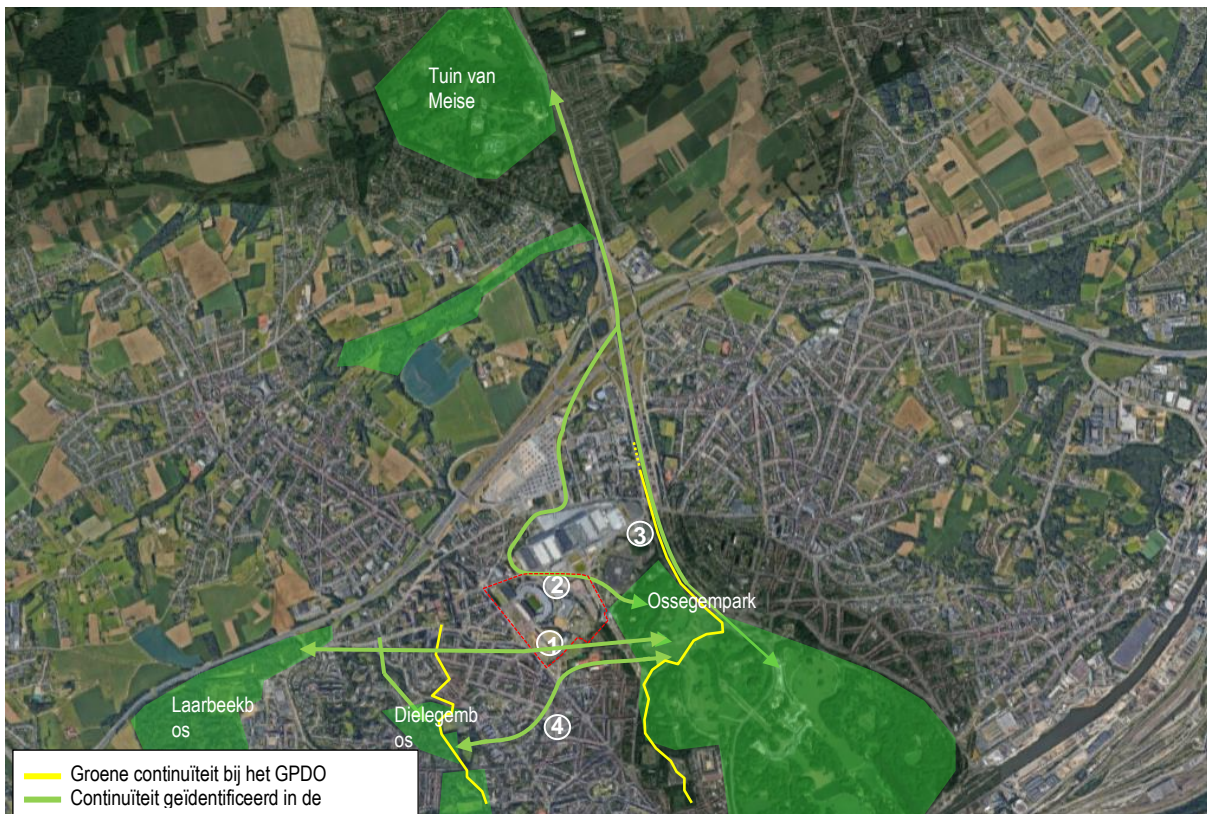 Tuin van
Meise
3
2
Ossegempark
1
Laarbeekb
os
Dielegemb
os
4
Groene continuïteit bij het GPDO
Continuïteit geïdentificeerd in de